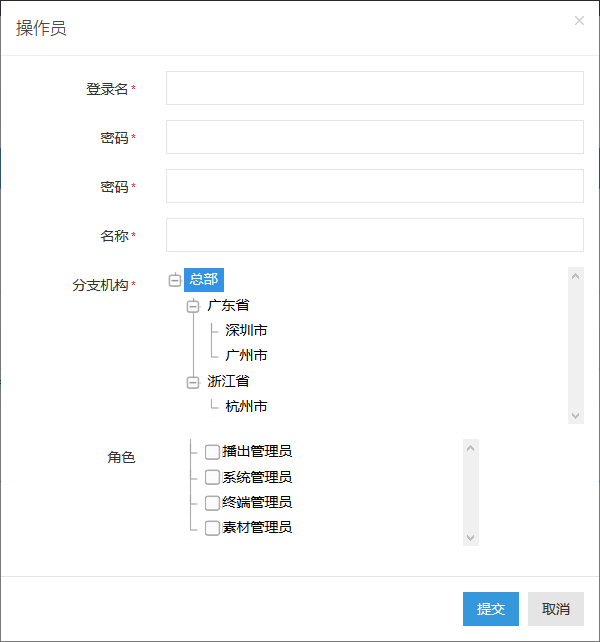 操作员
×
登录名*
密码*
密码*
名称*
分支机构*
总部
广东省
深圳市
广州市
浙江省
杭州市
角色
播出管理员
系统管理员
终端管理员
素材管理员
提交 取消